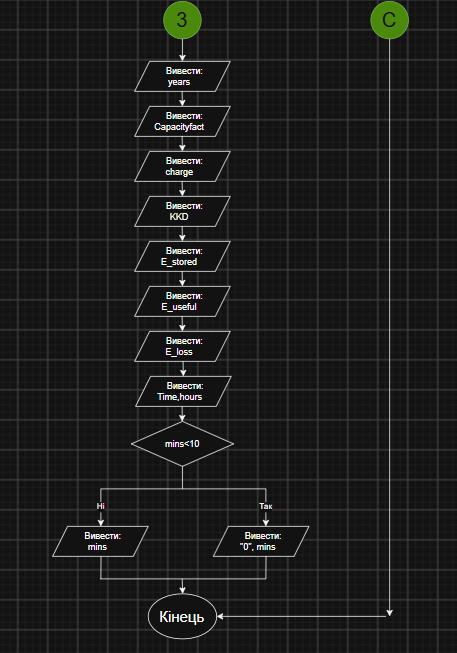 3
C
Вивести:
years
Вивести:
Capacityfact
Вивести:
charge
Вивести:
KKD
Вивести:
E_stored
Вивести:
E_useful
Вивести:
E_loss
Вивести:
Time,hours
mins<10
Ні
Так
Вивести:
mins
Вивести:
"0", mins
Кінець